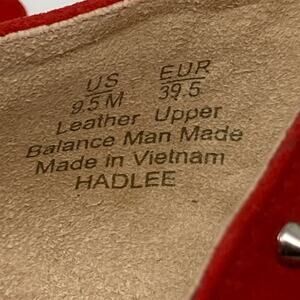 US EUR
9.5 M 39.5
Leather Upper
Balance Man Made
Made in Vietnam
HADLEE